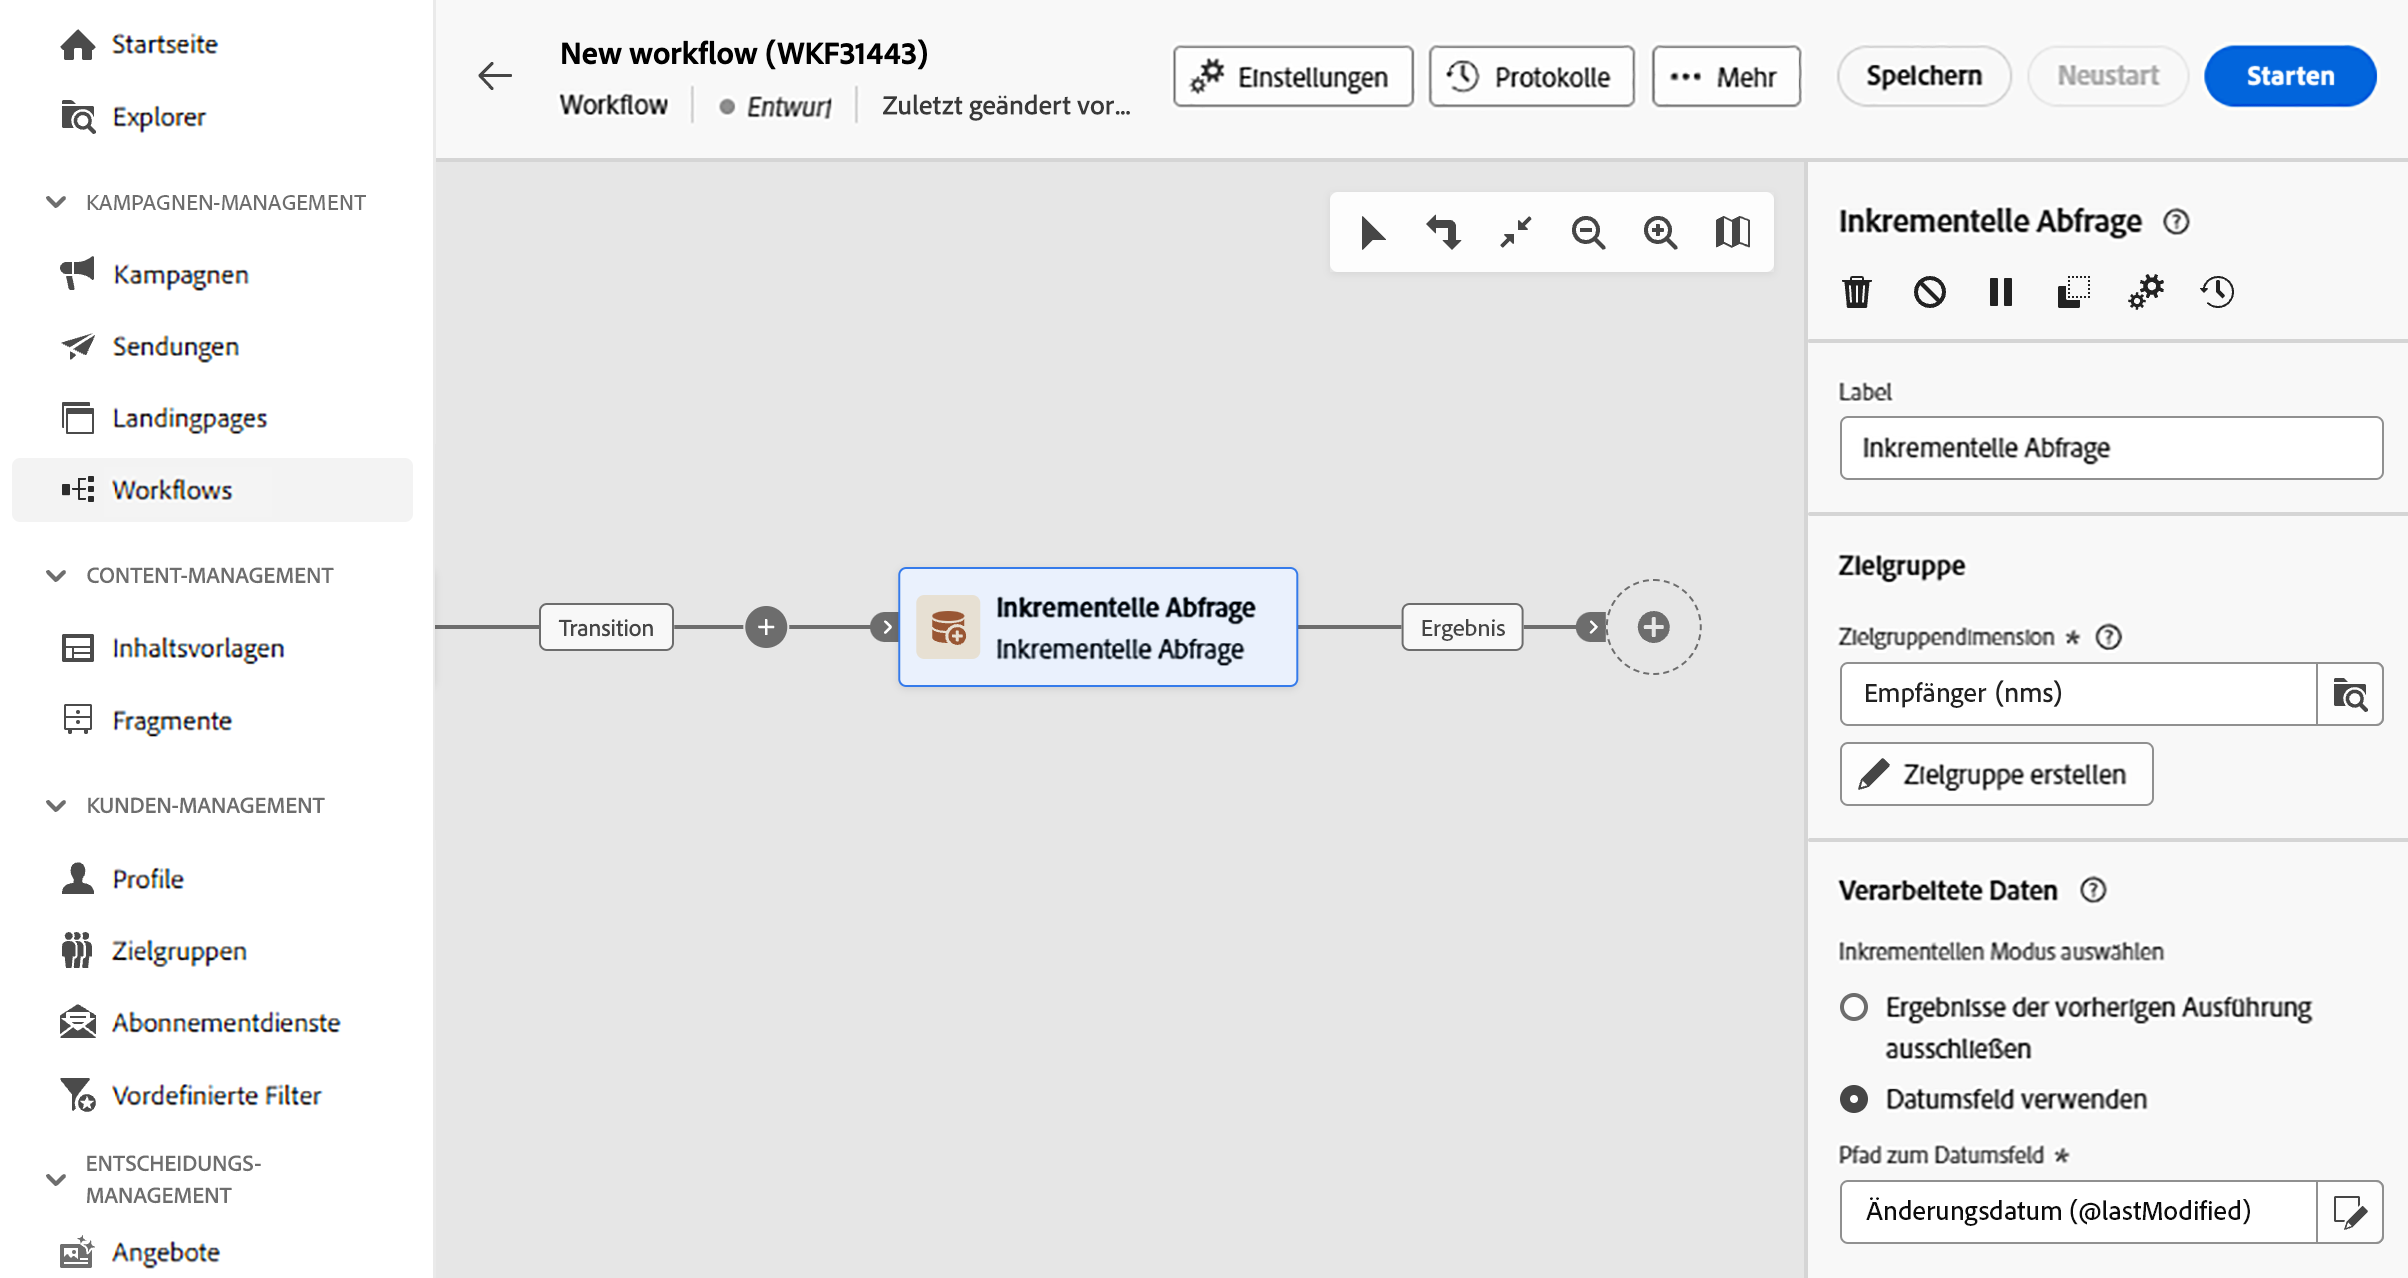 Startseite
Explorer
KAMPAGNEN-MANAGEMENT
Kampagnen
Sendungen
Landingpages
Workflows
CONTENT-MANAGEMENT
Inhaltsvorlagen
Fragmente
KUNDEN-MANAGEMENT
Profile
Zielgruppen
Abonnementdienste
Vordefinierte Filter
ENTSCHEIDUNGS-
MANAGEMENT
Angebote
New workflow (WKF31443)
Workflow
Entwurf
Zuletzt geändert vor...
Einstellungen
Protokolle
Mehr
Speichern
Neustart
Starten
Transition
Inkrementelle Abfrage
Inkrementelle Abfrage
Ergebnis
Inkrementelle Abfrage
Label
Inkrementelle Abfrage
Zielgruppe
Zielgruppendimension *
Empfänger (nms)
Zielgruppe erstellen
Verarbeitete Daten
Inkrementellen Modus auswählen
Ergebnisse der vorherigen Ausführung
ausschließen
Datumsfeld verwenden
Pfad zum Datumsfeld *
Änderungsdatum (@lastModified)